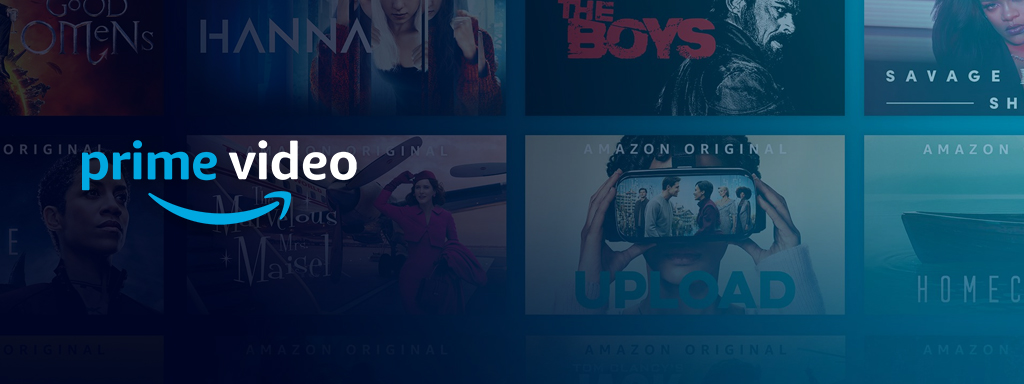 GOOD
OMENS
HANNA
THE
BOYS
SAVAGE
SH
ORIGINAL
AMAZON ORIGINAL
AMAZON ORIGINAL
AMAZON
prime video
E
Marvelous
Mrs.
Maisel
UPLOAD
HOMEC
ORIGINAL
AMAZON ORIGINAL
AMAZON ORIGINAL
AMAZON